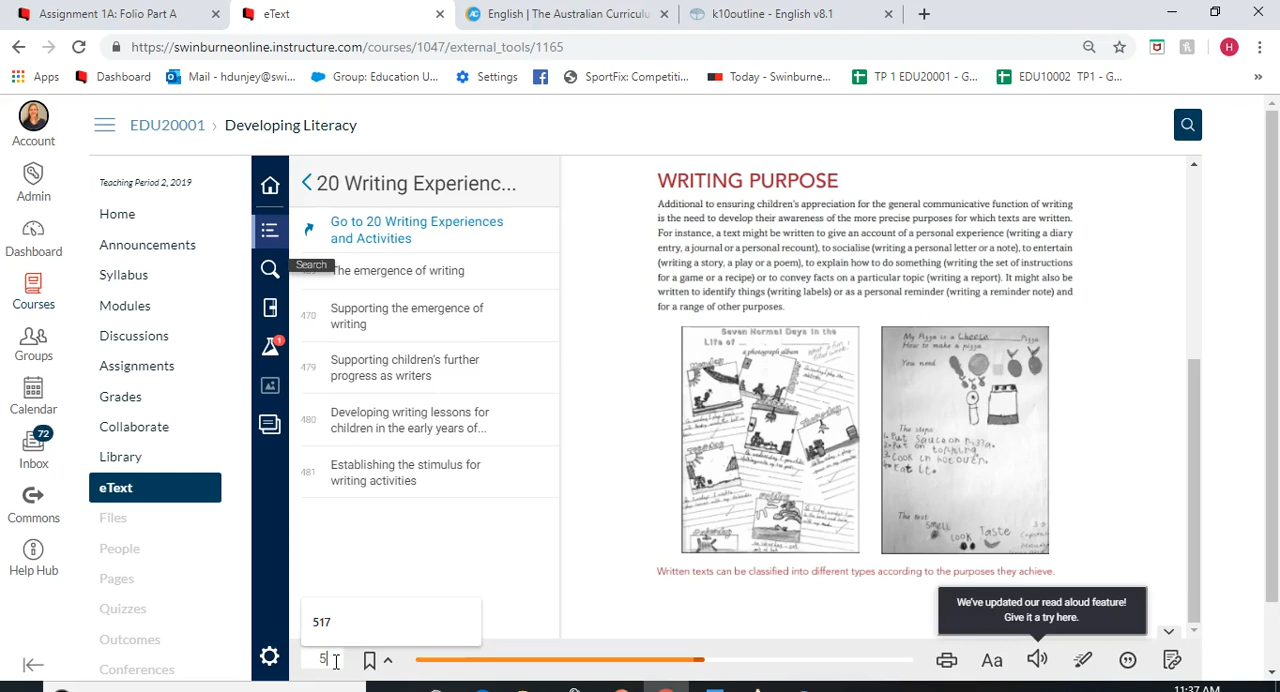 Assignment 1A: Folio Part A
eText
English | The Australian Curriculu
k10outline - English v8.1
https://swinburneonline.instructure.com/courses/1047/external_tools/1165
H
Apps
Dashboard
Mail - hdunjey@swi...
Group: Education U...
Settings
SportFix: Competiti...
Today - Swinburne...
TP 1 EDU20001 - G...
EDU10002 TP1 - G...
»
Account
Admin
Dashboard
Courses
Groups
Calendar
72
Inbox
Commons
Help Hub
EDU20001 › Developing Literacy
Teaching Period 2, 2019
Home
Announcements
Syllabus
Modules
Discussions
Assignments
Grades
Collaborate
Library
eText
Files
People
Pages
Quizzes
Outcomes
Conferences
1
Search
20 Writing Experienc...
Go to 20 Writing Experiences
and Activities
The emergence of writing
470 Supporting the emergence of
writing
479 Supporting children's further
progress as writers
480 Developing writing lessons for
children in the early years of...
481 Establishing the stimulus for
writing activities
517
5
WRITING PURPOSE
Additional to ensuring children's appreciation for the general communicative function of writing
is the need to develop their awareness of the more precise purposes for which texts are written.
For instance, a text might be written to give an account of a personal experience (writing a diary
entry, a journal or a personal recount), to socialise (writing a personal letter or a note), to entertain
(writing a story, a play or a poem), to explain how to do something (writing the set of instructions
for a game or a recipe) or to convey facts on a particular topic (writing a report). It might also be
written to identify things (writing labels) or as a personal reminder (writing a reminder note) and
for a range of other purposes.
Seven Normal Days in the
Life of
a photograph album
My Pizza is a Cheese Pizza
How to make a pizza
You need
The steps
1. Put Sauce on pizza.
2. Put on topping.
3. Cook in hot oven.
4. Eat it.
The test
Smell
Look
Taste
Written texts can be classified into different types according to the purposes they achieve.
We've updated our read aloud feature!
Give it a try here.
Aa
11:37 AM